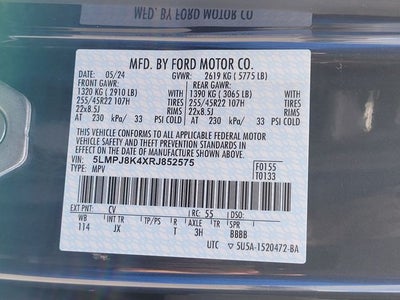 MFD. BY FORD MOTOR CO.
DATE: 05/24 GVWR: 2619 KG ( 5775 LB)
FRONT GAWR: REAR GAWR:
1320 KG ( 2910 LB) 1390 KG ( 3065 LB)
255/45R22 107H 255/45R22 107H
22x8.5J 22x8.5J
AT 230 kPa/ 33 PSI COLD AT 230 kPa/ 33 PSI COLD
THIS VEHICLE CONFORMS TO ALL APPLICABLE FEDERAL MOTOR
VEHICLE SAFETY, BUMPER, AND THEFT PREVENTION STANDARDS IN
EFFECT ON THE DATE OF MANUFACTURE SHOWN ABOVE.
VIN: 5LMPJ8K4XRJ852575
TYPE: MPV
F0155
T0133
EXT PNT: CV RC: 55 DSO:
WB INT TR TP/PS R AXLE TR SPR
114 JX T 3H BBBB
UTC 5U5A-1520472-BA